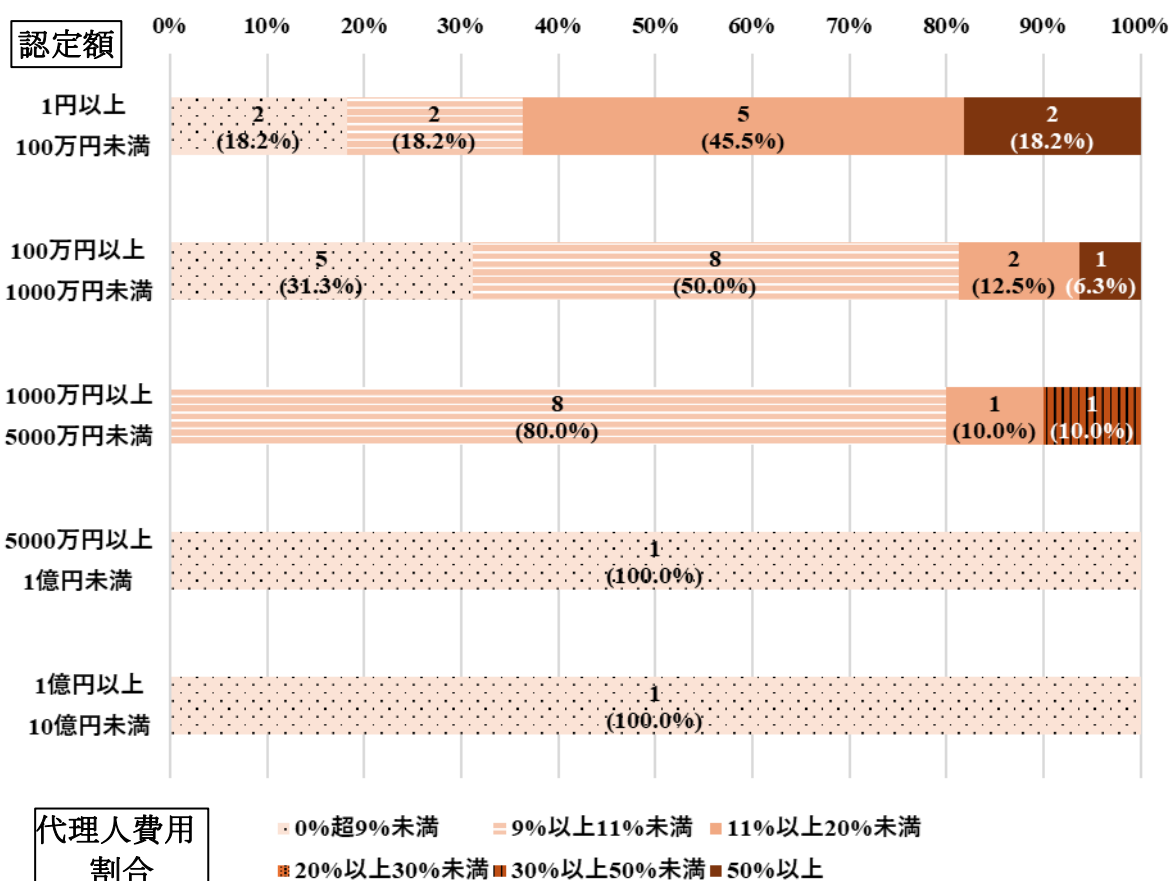 0% 10% 20% 30% 40% 50% 60% 70% 80% 90% 100%
認定額
1円以上
100万円未満
2 2 5 2
(18.2%) (18.2%) (45.5%) (18.2%)
100万円以上
1000万円未満
5 8 2 1
(31.3%) (50.0%) (12.5%) (6.3%)
1000万円以上
5000万円未満
8 1 1
(80.0%) (10.0%) (10.0%)
5000万円以上
1億円未満
1
(100.0%)
1億円以上
10億円未満
1
(100.0%)
代理人費用
割合
0%超9%未満 9%以上11%未満 11%以上20%未満
20%以上30%未満 30%以上50%未満 50%以上